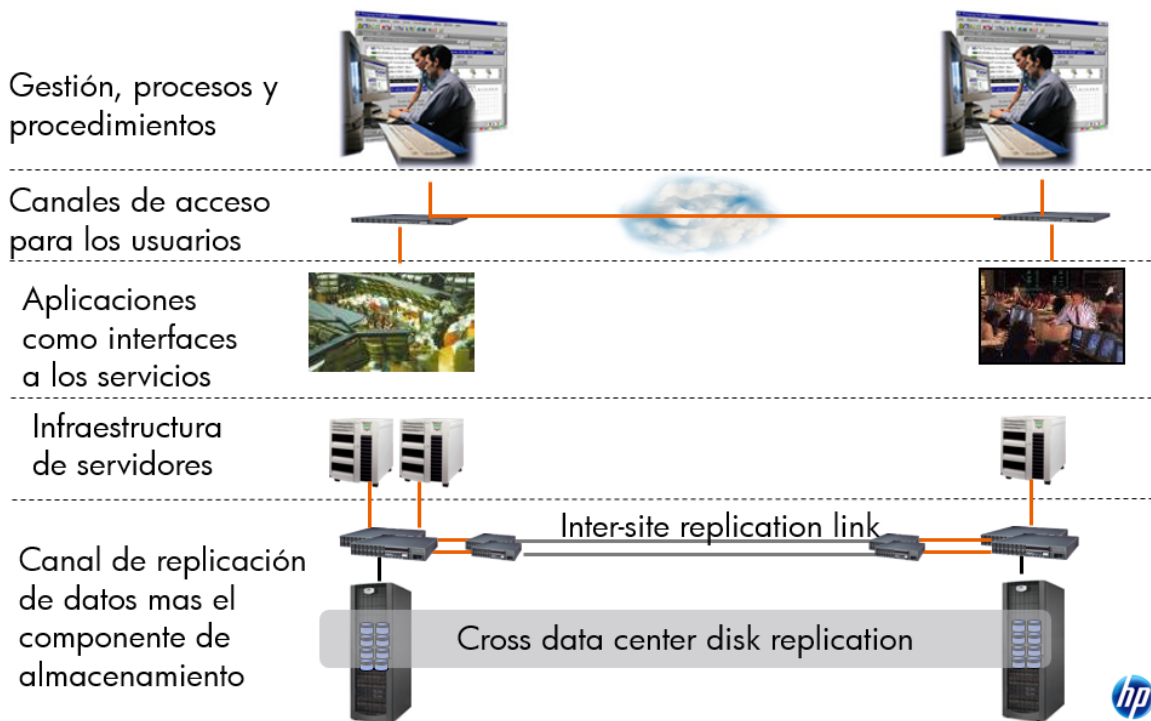 Gestión, procesos y
procedimientos
Canales de acceso
para los usuarios
Aplicaciones
como interfaces
a los servicios
Infraestructura
de servidores
Inter-site replication link
Canal de replicación
de datos mas el
componente de
almacenamiento
Cross data center disk replication
hp